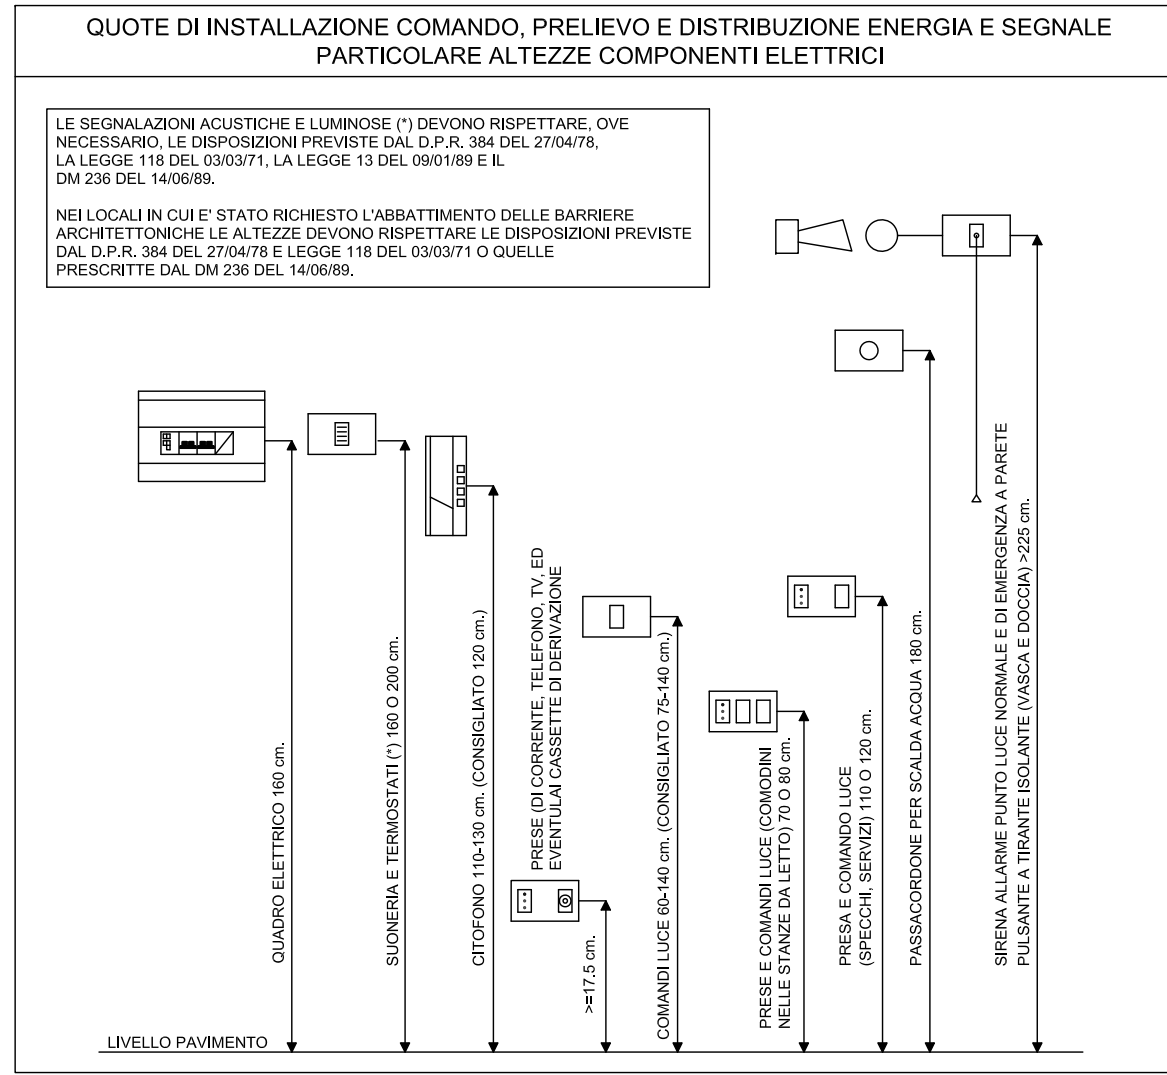 QUOTE DI INSTALLAZIONE COMANDO, PRELIEVO E DISTRIBUZIONE ENERGIA E SEGNALE
PARTICOLARE ALTEZZE COMPONENTI ELETTRICI
LE SEGNALAZIONI ACUSTICHE E LUMINOSE (*) DEVONO RISPETTARE, OVE
NECESSARIO, LE DISPOSIZIONI PREVISTE DAL D.P.R. 384 DEL 27/04/78,
LA LEGGE 118 DEL 03/03/71, LA LEGGE 13 DEL 09/01/89 E IL
DM 236 DEL 14/06/89.
NEI LOCALI IN CUI E' STATO RICHIESTO L'ABBATTIMENTO DELLE BARRIERE
ARCHITETTONICHE LE ALTEZZE DEVONO RISPETTARE LE DISPOSIZIONI PREVISTE
DAL D.P.R. 384 DEL 27/04/78 E LEGGE 118 DEL 03/03/71 O QUELLE
PRESCRITTE DAL DM 236 DEL 14/06/89.
QUADRO ELETTRICO 160 cm.
SUONERIA E TERMOSTATI (*) 160 O 200 cm.
CITOFONO 110-130 cm. (CONSIGLIATO 120 cm.)
PRESE (DI CORRENTE, TELEFONO, TV, ED
EVENTULAI CASSETTE DI DERIVAZIONE
>=17.5 cm.
COMANDI LUCE 60-140 cm. (CONSIGLIATO 75-140 cm.)
PRESE E COMANDI LUCE (COMODINI
NELLE STANZE DA LETTO) 70 O 80 cm.
PRESA E COMANDO LUCE
(SPECCHI, SERVIZI) 110 O 120 cm.
PASSACORDONE PER SCALDA ACQUA 180 cm.
SIRENA ALLARME PUNTO LUCE NORMALE E DI EMERGENZA A PARETE
PULSANTE A TIRANTE ISOLANTE (VASCA E DOCCIA) >225 cm.
LIVELLO PAVIMENTO